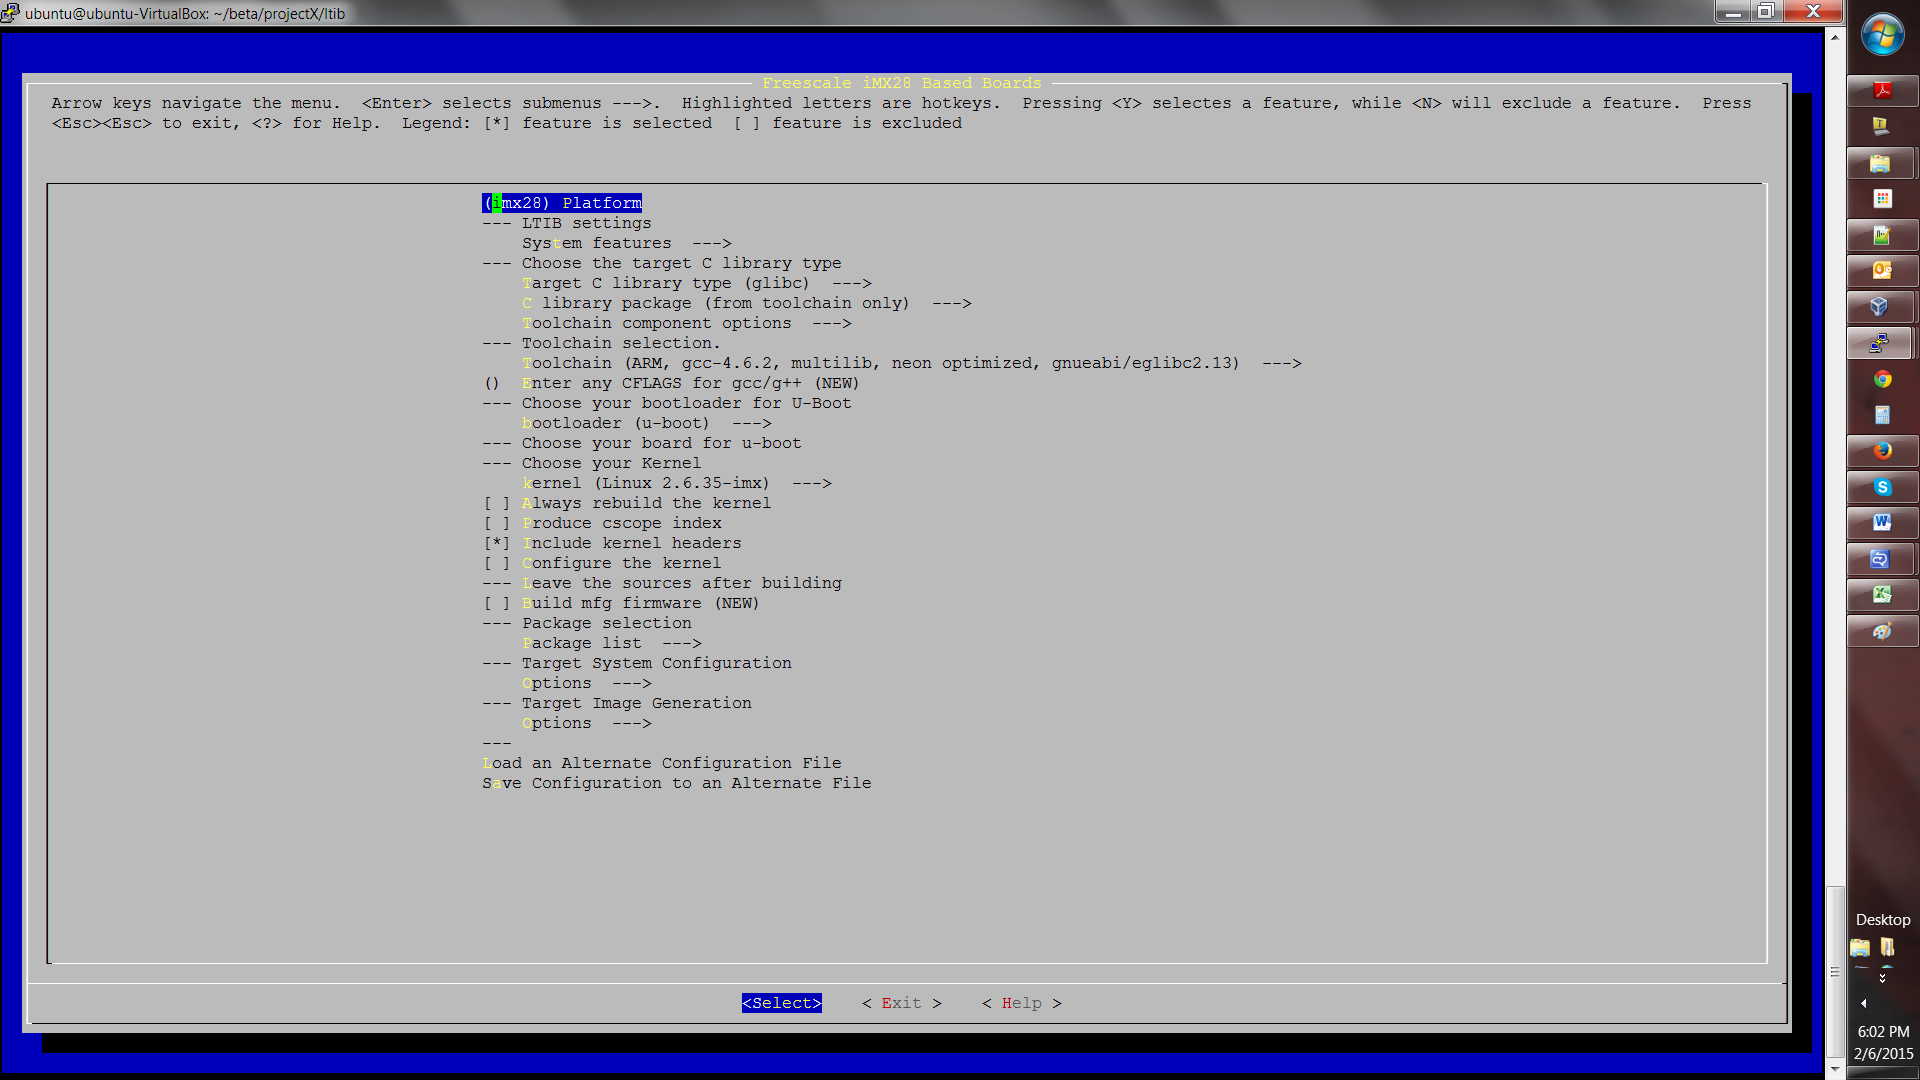 ubuntu@ubuntu-VirtualBox: ~/beta/projectX/ltib
Freescale iMX28 Based Boards
Arrow keys navigate the menu.  <Enter> selects submenus --->.  Highlighted letters are hotkeys.  Pressing <Y> selectes a feature, while <N> will exclude a feature.  Press
<Esc><Esc> to exit, <?> for Help.  Legend: [*] feature is selected  [ ] feature is excluded
(imx28) Platform
--- LTIB settings
System features  --->
--- Choose the target C library type
Target C library type (glibc)  --->
C library package (from toolchain only)  --->
Toolchain component options  --->
--- Toolchain selection.
Toolchain (ARM, gcc-4.6.2, multilib, neon optimized, gnueabi/eglibc2.13)  --->
()  Enter any CFLAGS for gcc/g++ (NEW)
--- Choose your bootloader for U-Boot
bootloader (u-boot)  --->
--- Choose your board for u-boot
--- Choose your Kernel
kernel (Linux 2.6.35-imx)  --->
[ ] Always rebuild the kernel
[ ] Produce cscope index
[*] Include kernel headers
[ ] Configure the kernel
--- Leave the sources after building
[ ] Build mfg firmware (NEW)
--- Package selection
Package list  --->
--- Target System Configuration
Options  --->
--- Target Image Generation
Options  --->
---
Load an Alternate Configuration File
Save Configuration to an Alternate File
<Select>    < Exit >    < Help >
Desktop
6:02 PM
2/6/2015